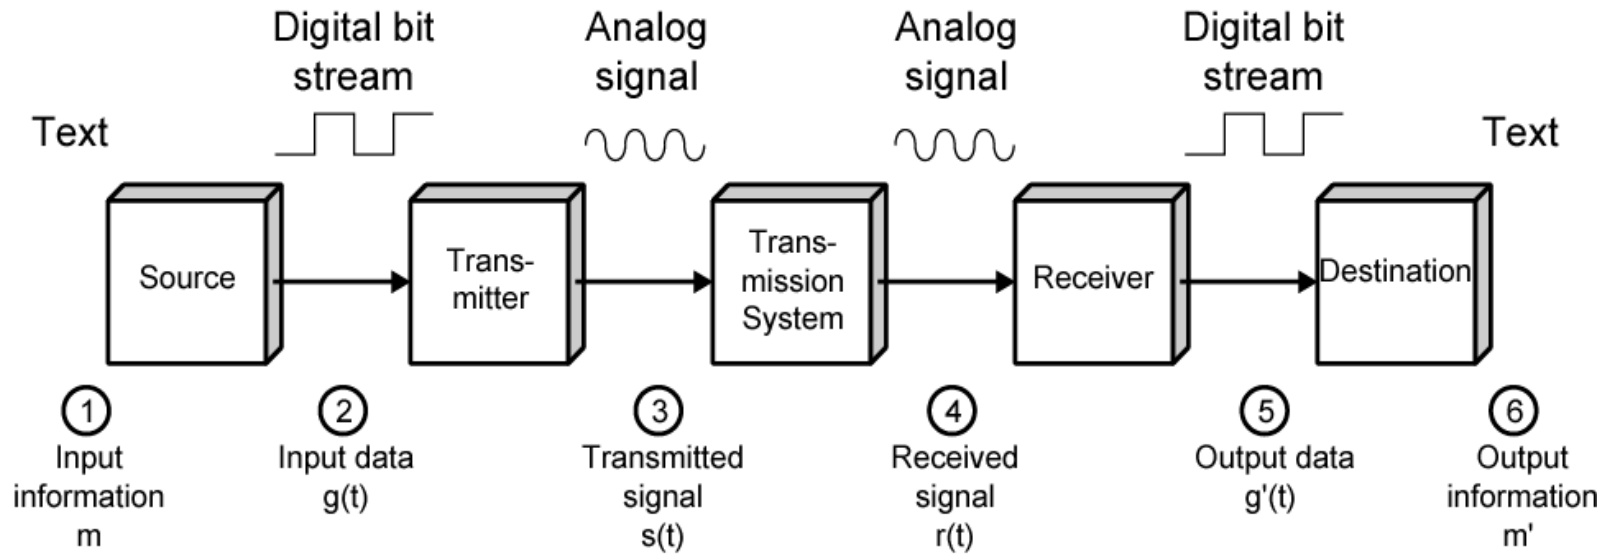 Text
Digital bit
stream
Analog
signal
Analog
signal
Digital bit
stream
Text
Source
Trans-
mitter
Trans-
mission
System
Receiver
Destination
1
Input
information
m
2
Input data
g(t)
3
Transmitted
signal
s(t)
4
Received
signal
r(t)
5
Output data
g'(t)
6
Output
information
m'